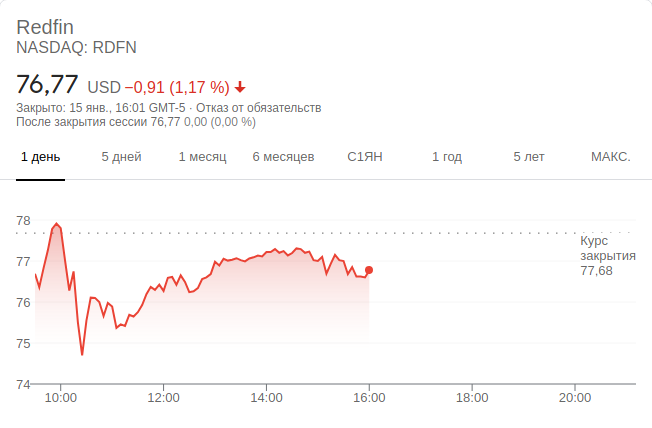 Redfin
NASDAQ: RDFN
76,77 USD −0,91 (1,17 %)
Закрыто: 15 янв., 16:01 GMT-5 · Отказ от обязательств
После закрытия сессии 76,77 0,00 (0,00 %)
1 день 5 дней 1 месяц 6 месяцев С1ЯН 1 год 5 лет МАКС.
78
Курс
закрытия
77,68
77
76
75
74
10:00 12:00 14:00 16:00 18:00 20:00